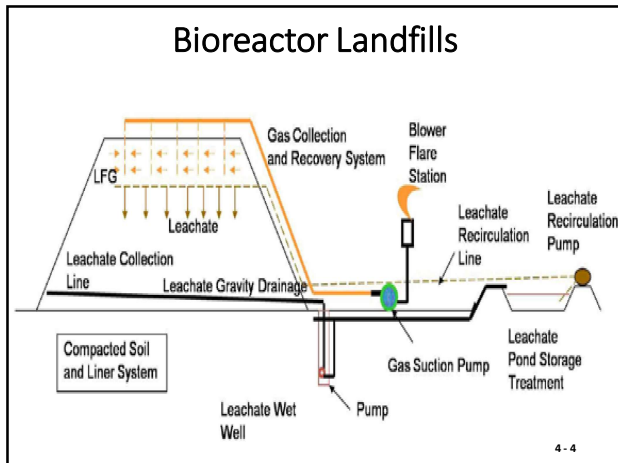 Bioreactor Landfills
Gas Collection
and Recovery System
Blower
Flare
Station
LFG
Leachate
Leachate
Recirculation
Line
Leachate
Recirculation
Pump
Leachate Collection
Line
Leachate Gravity Drainage
Compacted Soil
and Liner System
Gas Suction Pump
Leachate
Pond Storage
Treatment
Leachate Wet
Well
Pump
4 - 4